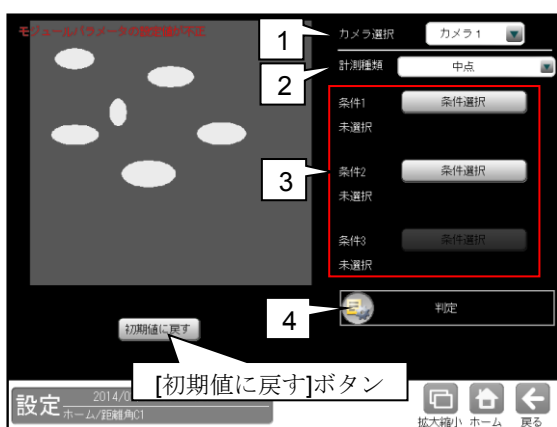 モジュールパラメータの設定値が不正
1
カメラ選択
カメラ1
2
計測種類
中点
条件1
条件選択
未選択
3
条件2
条件選択
未選択
条件3
条件選択
未選択
4
判定
初期値に戻す
[初期値に戻す]ボタン
設定
2014/0
ホーム/距離角C1
拡大縮小
ホーム
戻る